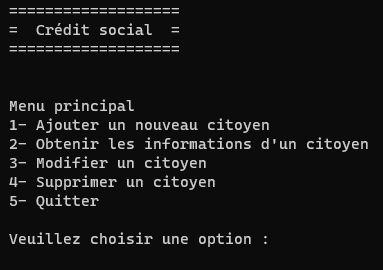 ===================
=  Crédit social  =
===================
Menu principal
1- Ajouter un nouveau citoyen
2- Obtenir les informations d'un citoyen
3- Modifier un citoyen
4- Supprimer un citoyen
5- Quitter
Veuillez choisir une option :